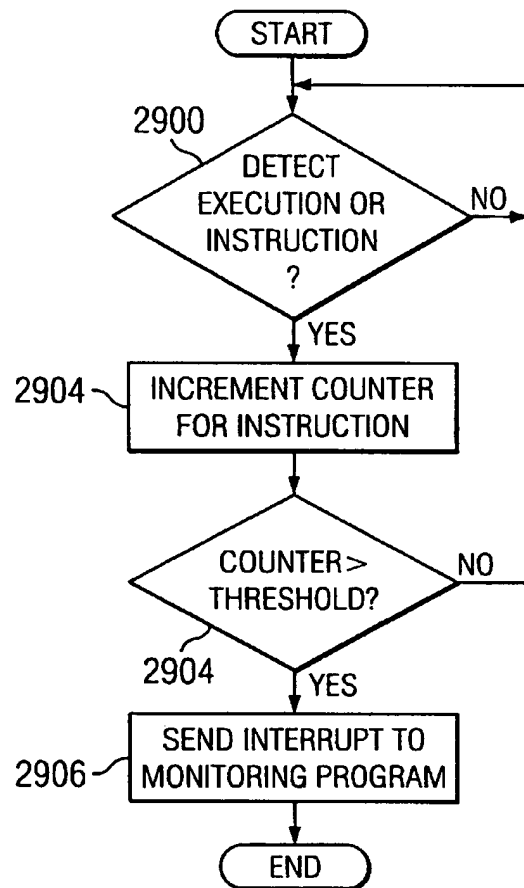 START
2900
DETECT
EXECUTION OR
INSTRUCTION
?
NO
YES
2904
INCREMENT COUNTER
FOR INSTRUCTION
COUNTER>
THRESHOLD?
NO
2904
YES
2906
SEND INTERRUPT TO
MONITORING PROGRAM
END